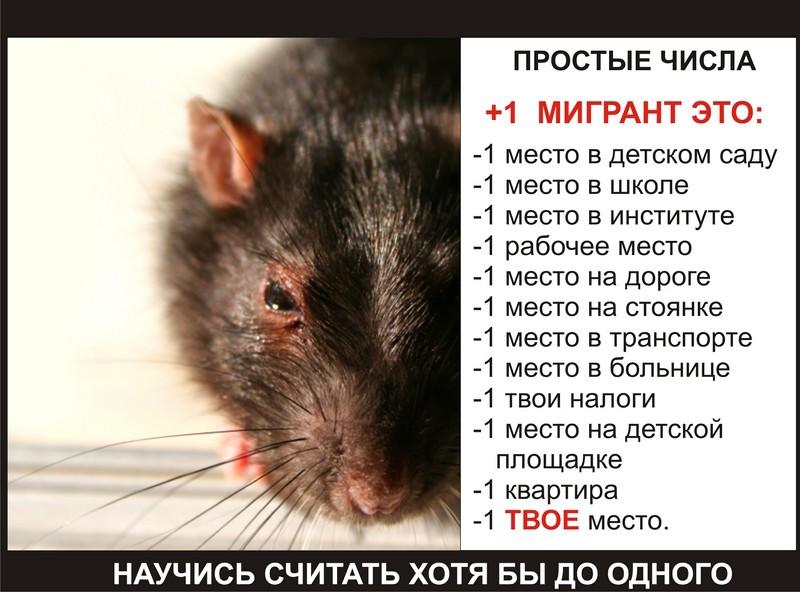 ПРОСТЫЕ ЧИСЛА
+1 МИГРАНТ ЭТО:
-1 место в детском саду
-1 место в школе
-1 место в институте
-1 рабочее место
-1 место на дороге
-1 место на стоянке
-1 место в транспорте
-1 место в больнице
-1 твои налоги
-1 место на детской
площадке
-1 квартира
-1 ТВОЕ место.
НАУЧИСЬ СЧИТАТЬ ХОТЯ БЫ ДО ОДНОГО